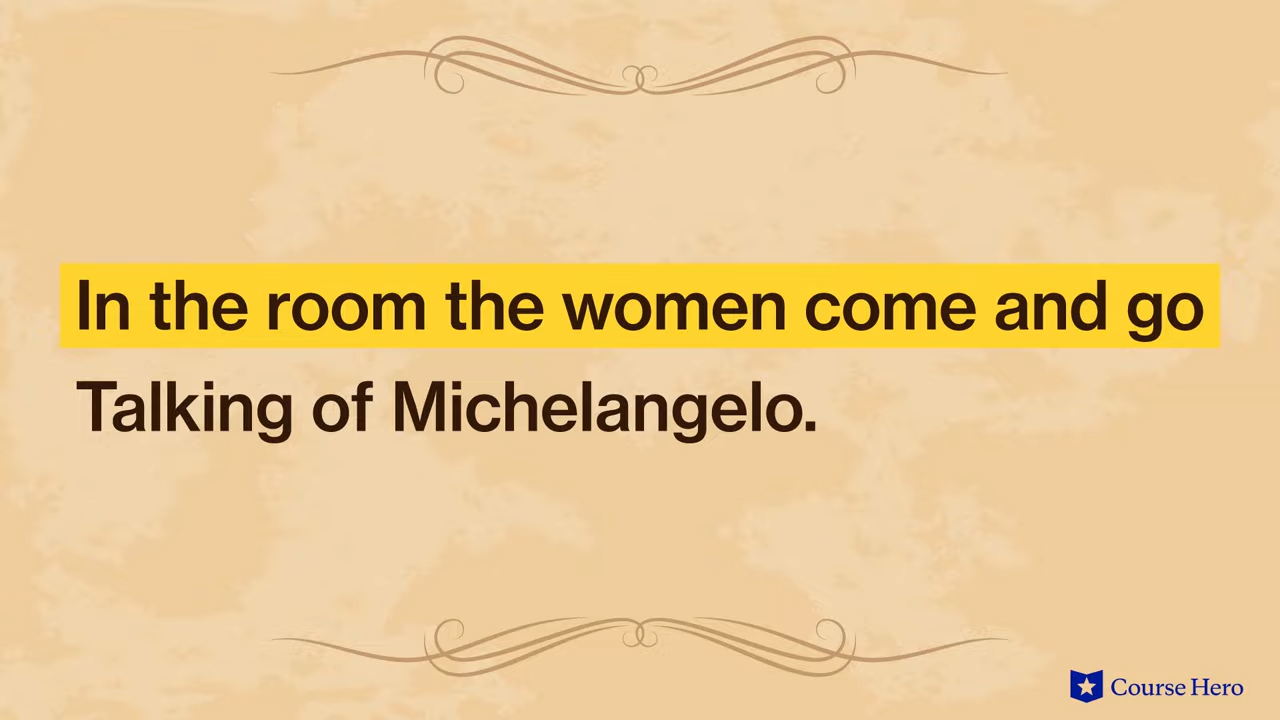 In the room the women come and go
Talking of Michelangelo.
Course Hero